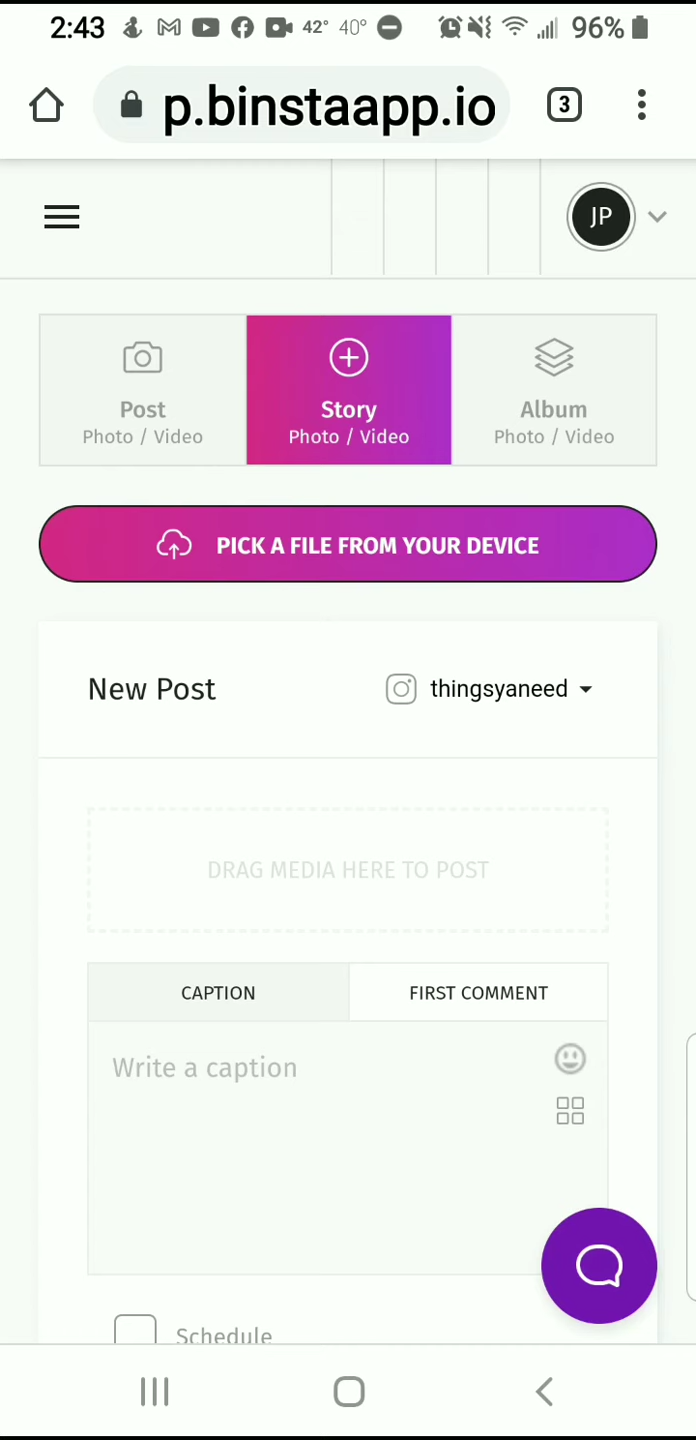 2:43 42° 40° 96%
p.binstaapp.io 3
JP
Post Story Album
Photo / Video Photo / Video Photo / Video
PICK A FILE FROM YOUR DEVICE
New Post thingsyaneed
DRAG MEDIA HERE TO POST
CAPTION FIRST COMMENT
Write a caption
Schedule